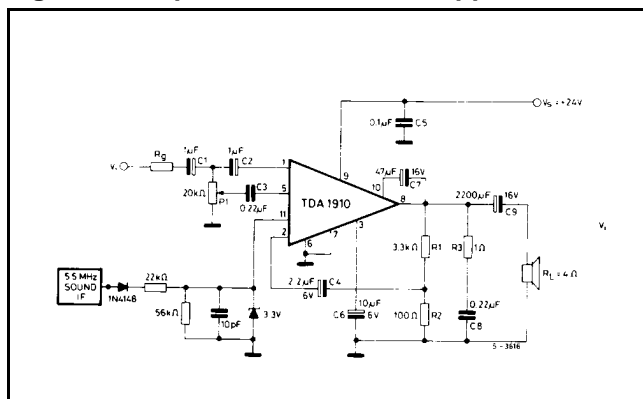 Vs = +24V
0.1µF
C5
1µF
1µF
Rg
C1
C2
1
9
47µF
16V
C7
10
2200µF
16V
C9
20kΩ
P1
C3
0.22µF
5
11
2
TDA 1910
8
6
7
3
3.3kΩ
R1
R3
1Ω
RL = 4Ω
5.5 MHz
SOUND
IF
1N4148
22kΩ
2.2µF
6V
C4
56kΩ
10pF
3.3V
C6
10µF
6V
100Ω
R2
0.22µF
C8
S-3616